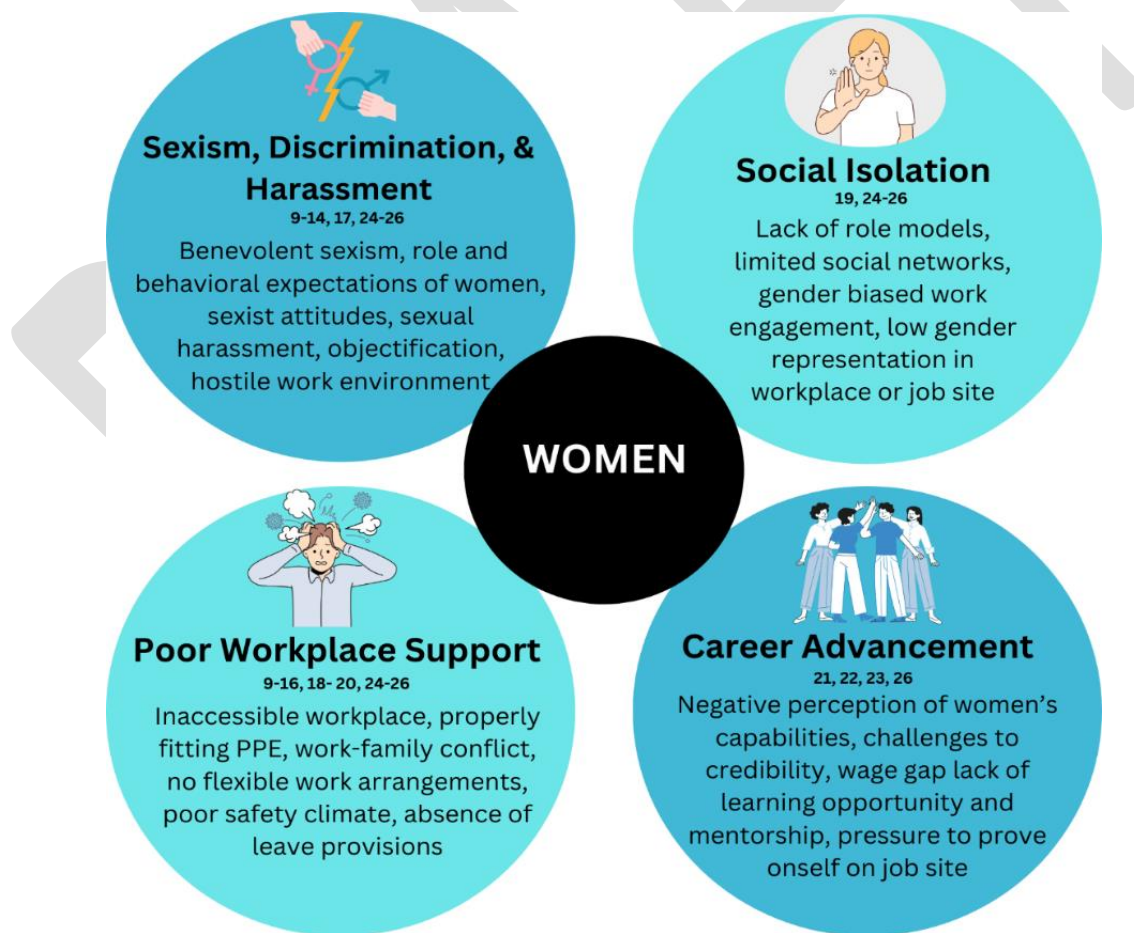 Sexism, Discrimination, &
Harassment
9-14, 17, 24-26
Benevolent sexism, role and
behavioral expectations of women,
sexist attitudes, sexual
harassment, objectification,
hostile work environment
Social Isolation
19, 24-26
Lack of role models,
limited social networks,
gender biased work
engagement, low gender
representation in
workplace or job site
WOMEN
Poor Workplace Support
9-16, 18- 20, 24-26
Inaccessible workplace, properly
fitting PPE, work-family conflict,
no flexible work arrangements,
poor safety climate, absence of
leave provisions
Career Advancement
21, 22, 23, 26
Negative perception of women’s
capabilities, challenges to
credibility, wage gap lack of
learning opportunity and
mentorship, pressure to prove
onself on job site